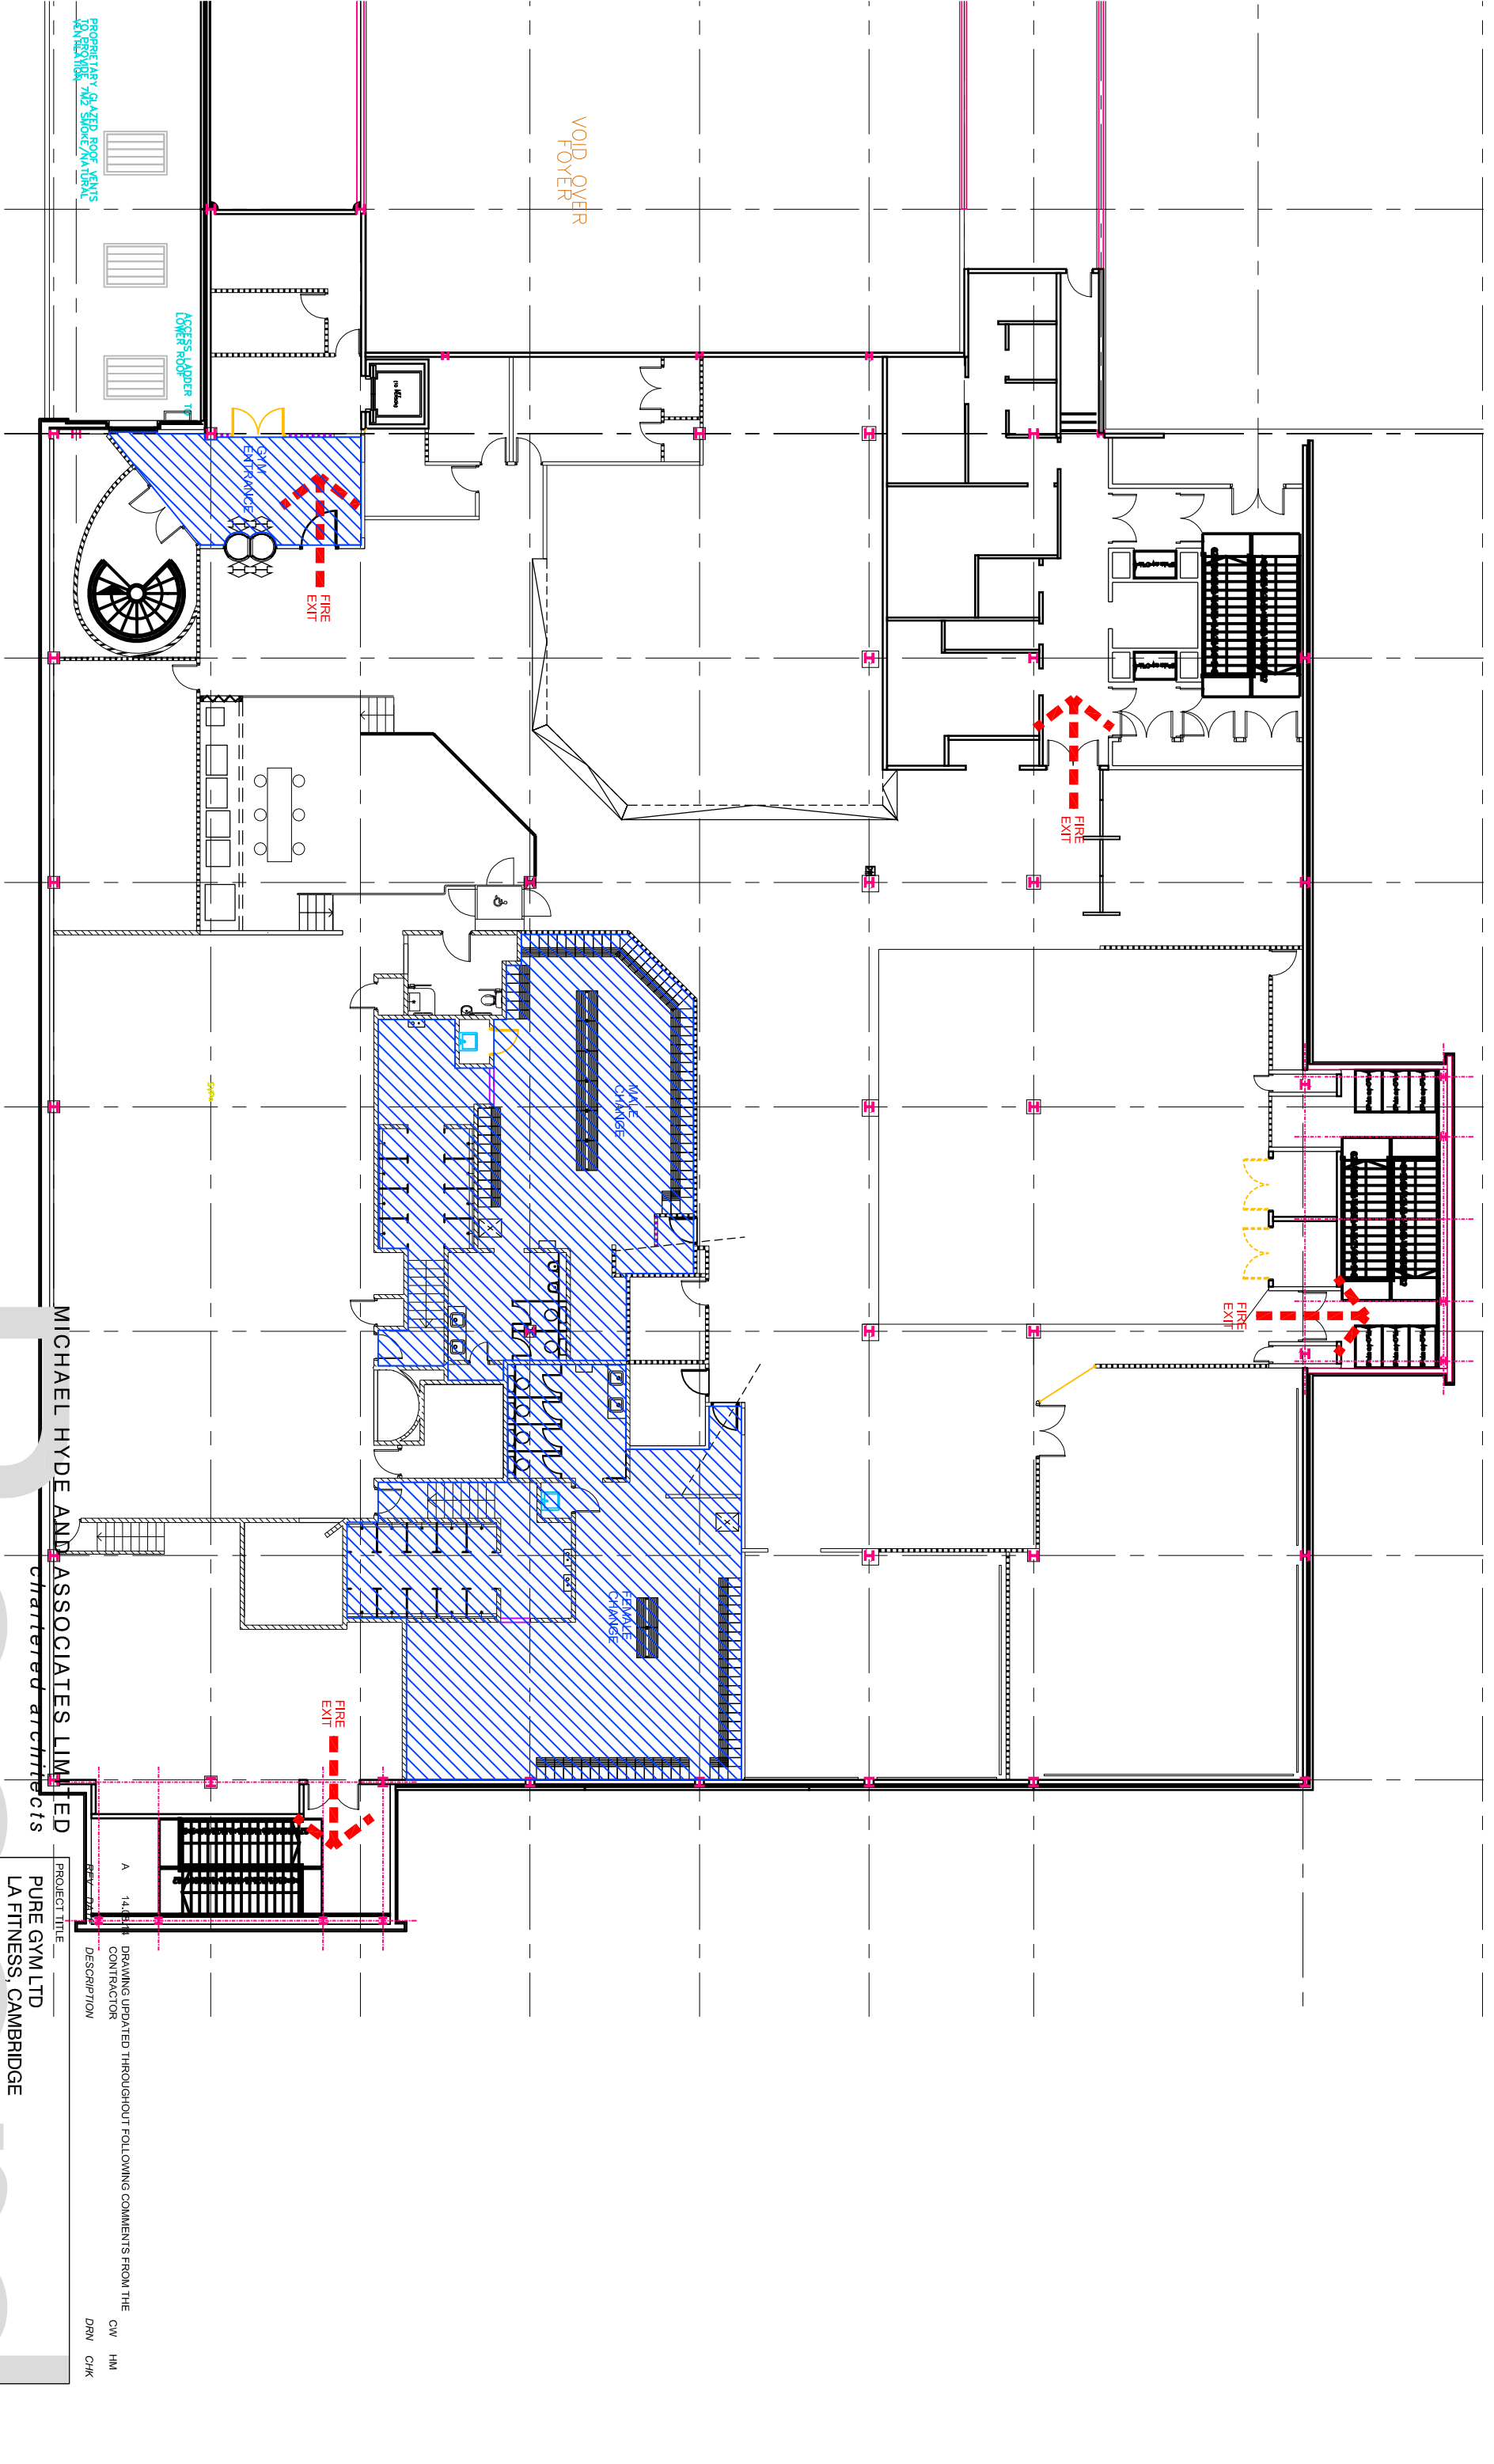 PROPRIETARY GLAZED ROOF VENTS
TO PROVIDE 7M2 SMOKE/NATURAL
VENTILATION
ACCESS LADDER TO
LOWER ROOF
VOID OVER
FOYER
GYM
ENTRANCE
FIRE
EXIT
FIRE
EXIT
MALE
CHANGE
FIRE
EXIT
FEMALE
CHANGE
FIRE
EXIT
MICHAEL HYDE AND ASSOCIATES LIMITED
chartered architects
A 14.08.14 DRAWING UPDATED THROUGHOUT FOLLOWING COMMENTS FROM THE
CONTRACTOR CW HM
REV DATE DESCRIPTION DRN CHK
PROJECT TITLE
PURE GYM LTD
LA FITNESS, CAMBRIDGE